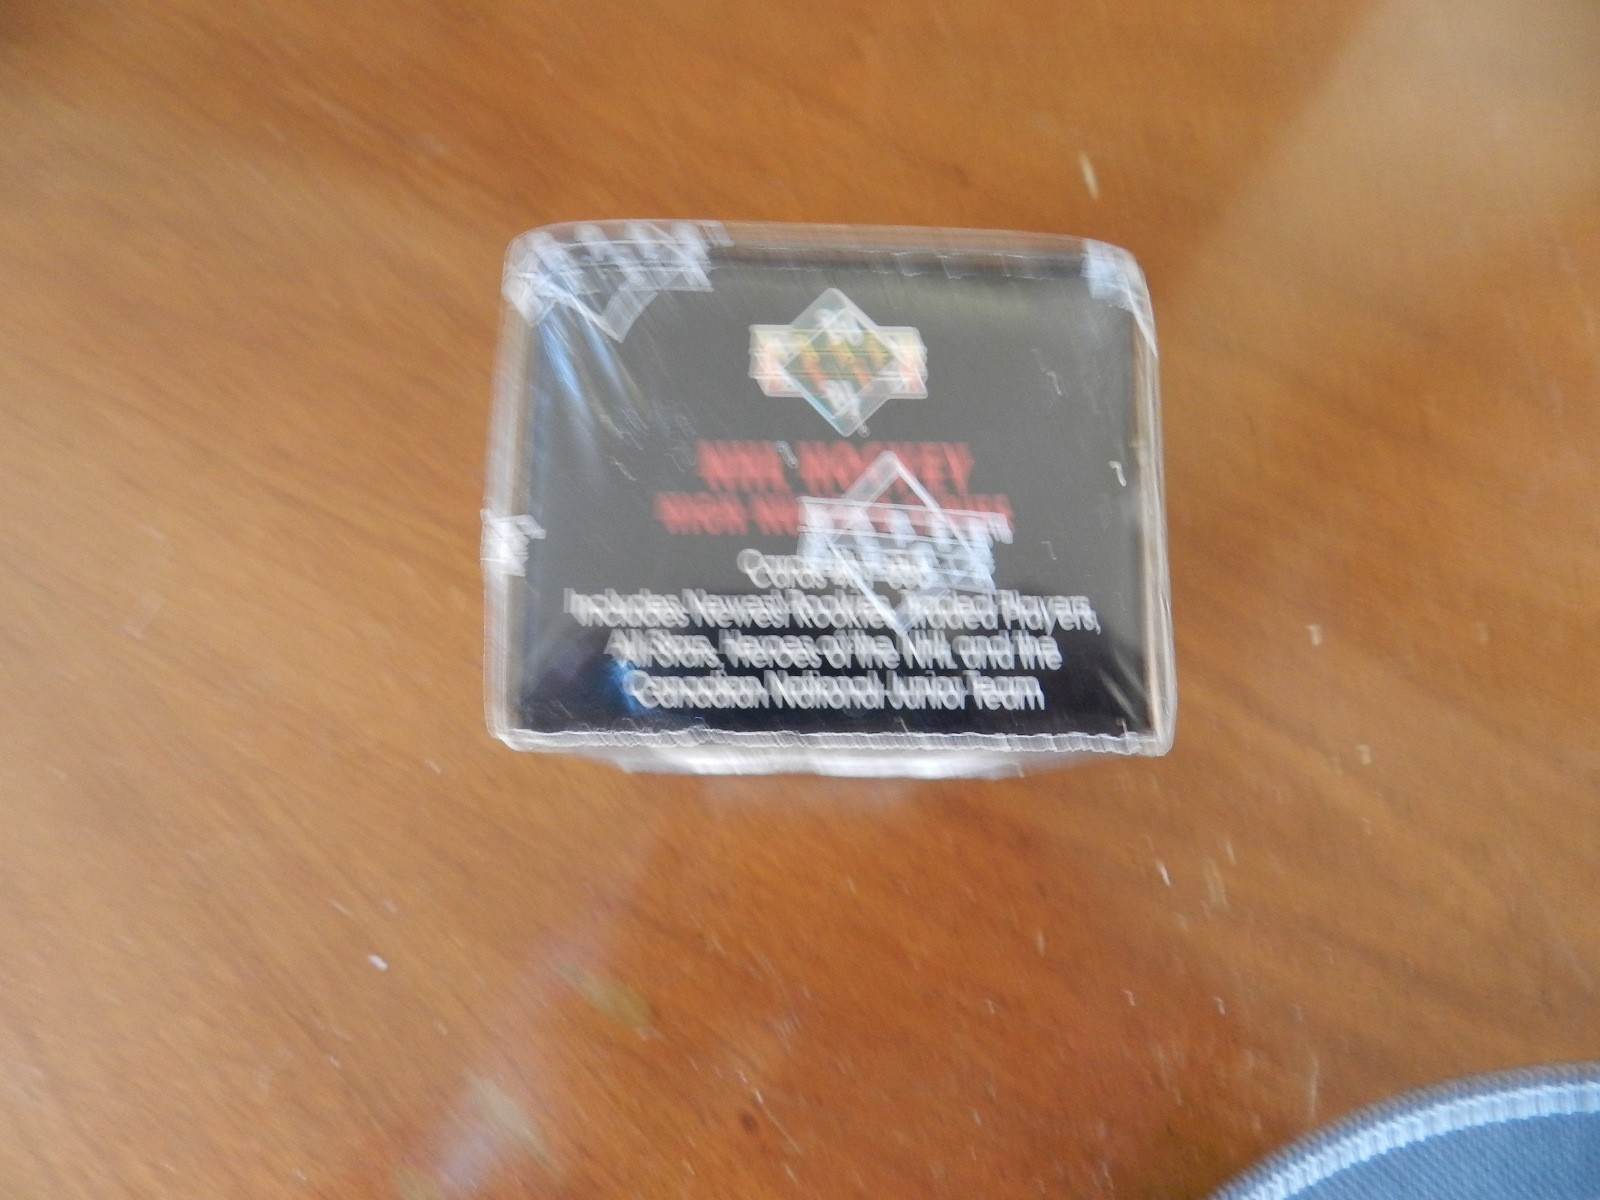 NHL HOCKEY
HIGH
Cards
Includes Newest Rookies, Traded Players,
All Stars, Heroes of the NHL and the
Canadian National Junior Team